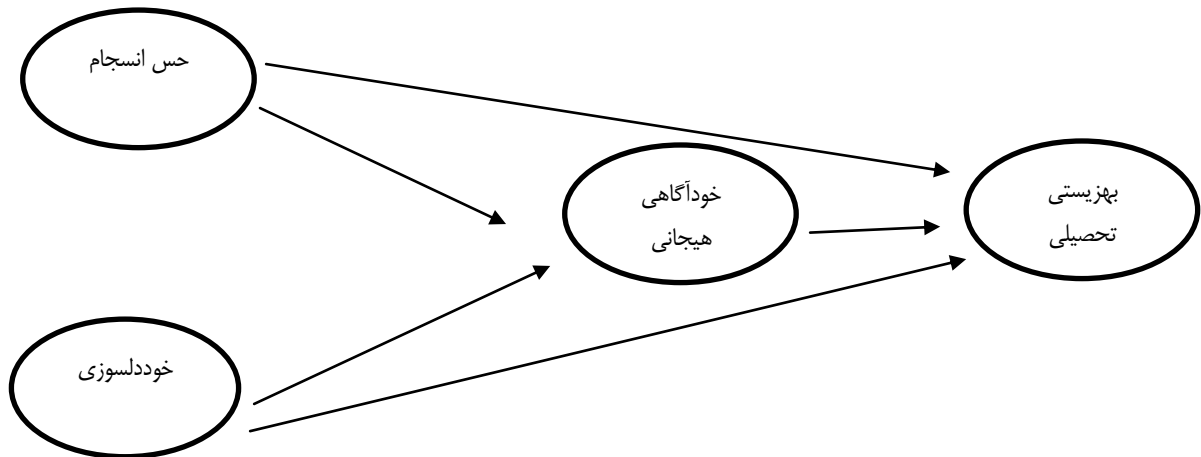 حس انسجام
خودآگاهی
هیجانی
بهزیستی
تحصیلی
خوددلسوزی